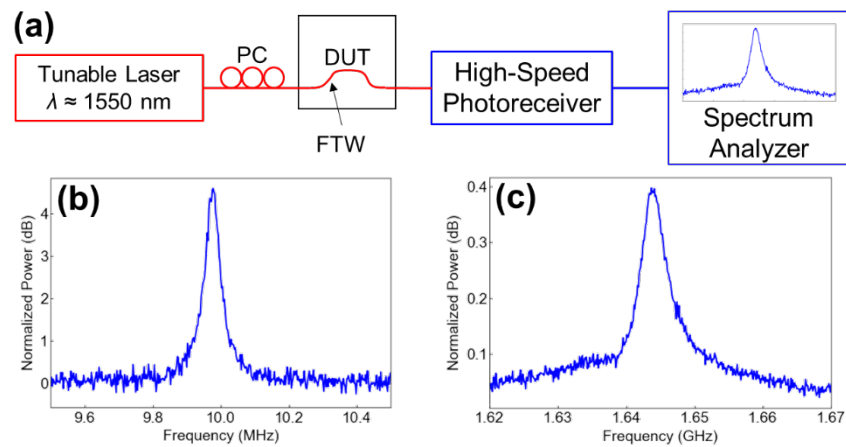 (a)
Tunable Laser
λ ≈ 1550 nm
PC
DUT
FTW
High-Speed
Photoreceiver
Spectrum
Analyzer
(b)
Normalized Power (dB)
4
3
2
1
0
9.6
9.8
10.0
10.2
10.4
Frequency (MHz)
(c)
Normalized Power (dB)
0.4
0.3
0.2
0.1
1.62
1.63
1.64
1.65
1.66
1.67
Frequency (GHz)